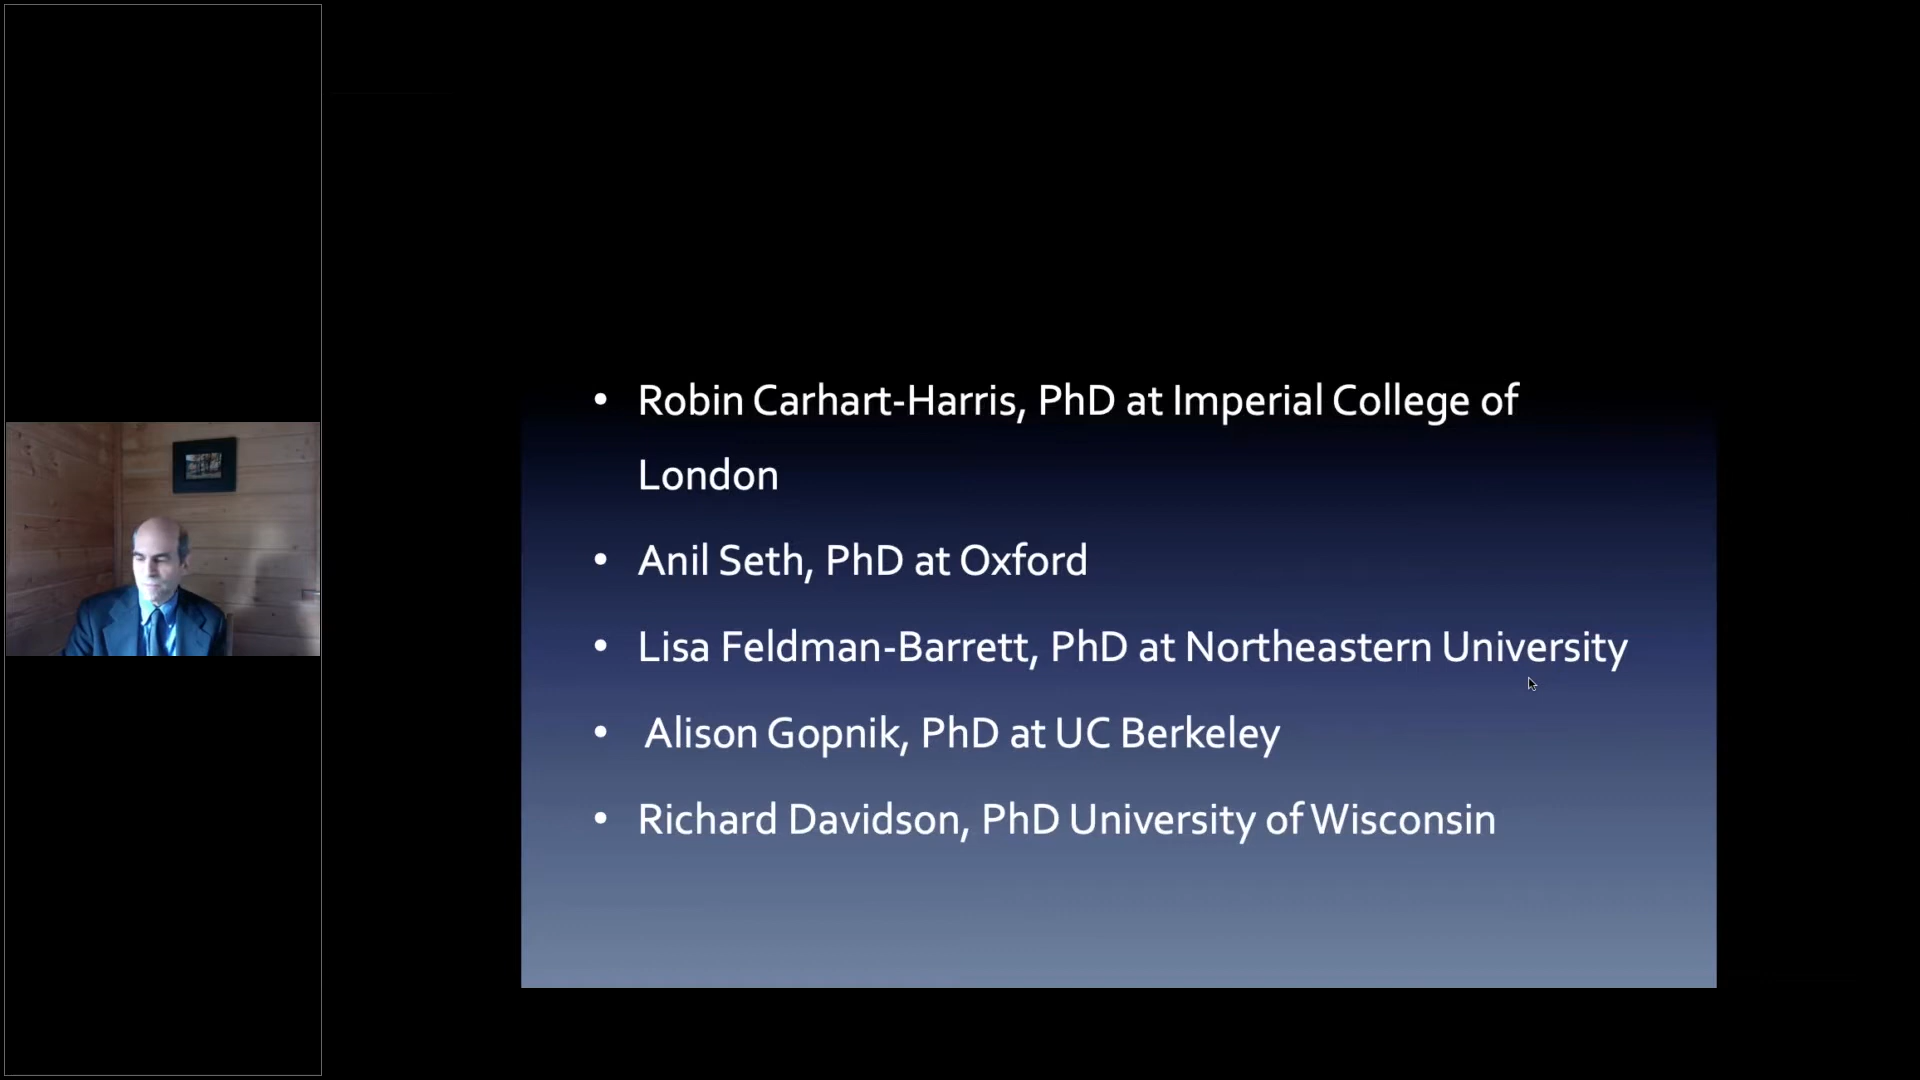 • Robin Carhart-Harris, PhD at Imperial College of
London
• Anil Seth, PhD at Oxford
• Lisa Feldman-Barrett, PhD at Northeastern University
• Alison Gopnik, PhD at UC Berkeley
• Richard Davidson, PhD University of Wisconsin